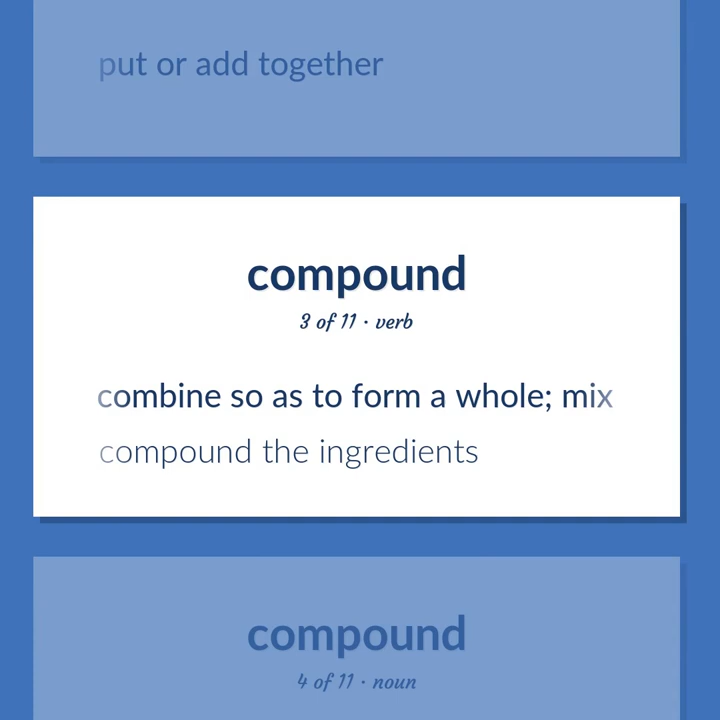 put or add together
compound
3 of 11 · verb
combine so as to form a whole; mix
compound the ingredients
compound
4 of 11 · noun